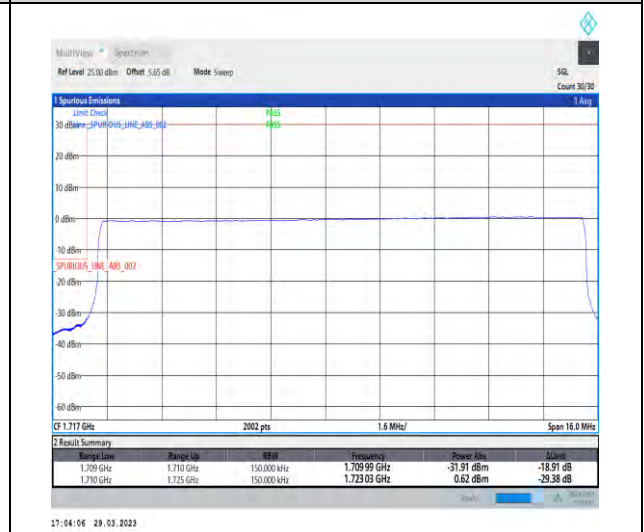 MultiView Spectrum
Ref Level 25.00 dBm Offset 5.65 dB Mode Sweep SGL
Count 30/30
1 Spurious Emissions 1 Avg
Limit Check PASS
30 dBm Line _SPURIOUS_LINE_ABS_002 PASS
20 dBm
10 dBm
0 dBm
-10 dBm
_SPURIOUS_LINE_ABS_002
-20 dBm
-30 dBm
-40 dBm
-50 dBm
-60 dBm
CF 1.717 GHz 2002 pts 1.6 MHz/ Span 16.0 MHz
2 Result Summary
Range Low Range Up RBW Frequency Power Abs ΔLimit
1.709 GHz 1.710 GHz 150.000 kHz 1.70999 GHz -31.91 dBm -18.91 dB
1.710 GHz 1.725 GHz 150.000 kHz 1.72303 GHz 0.62 dBm -29.38 dB
Ready
17:04:06 29.03.2023